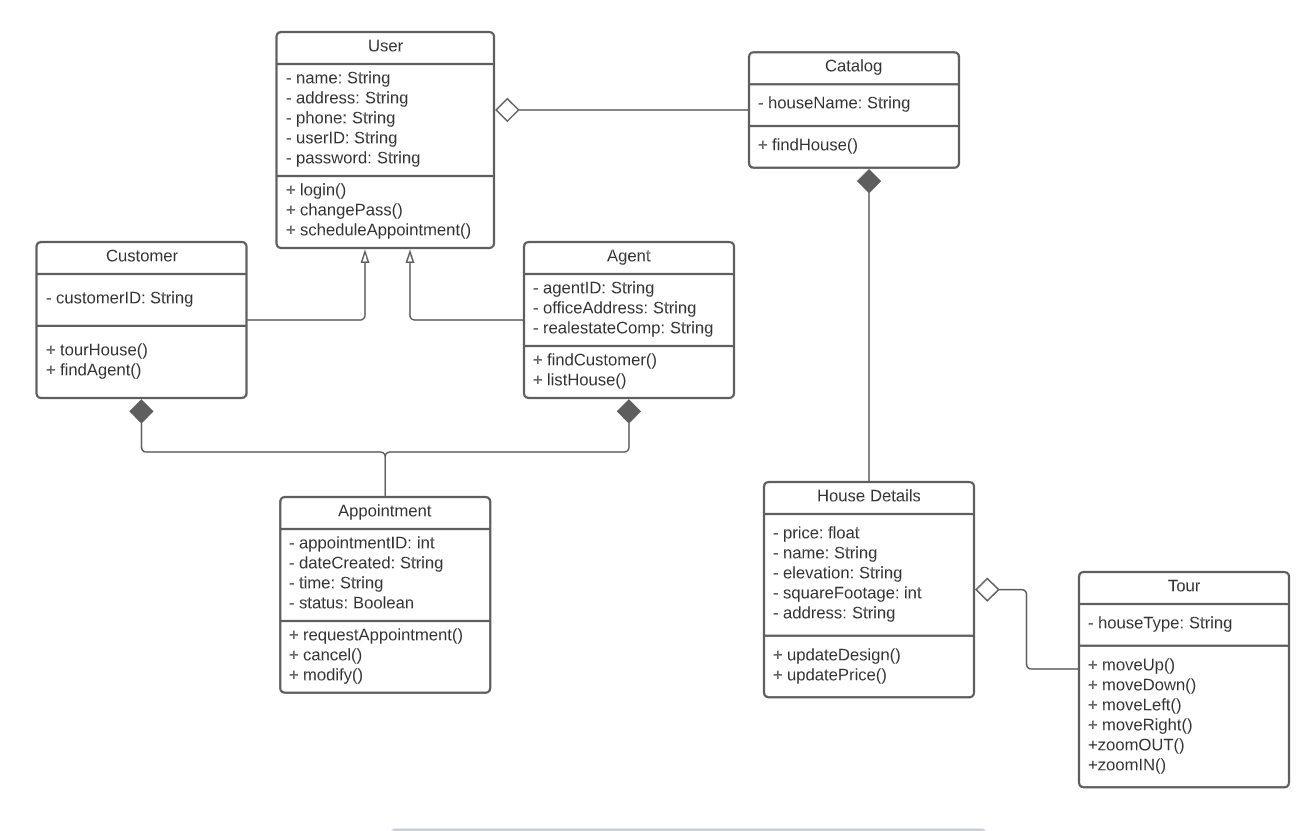 User
- name: String
- address: String
- phone: String
- userID: String
- password: String
+ login()
+ changePass()
+ scheduleAppointment()
Catalog
- houseName: String
+ findHouse()
Customer
- customerID: String
+ tourHouse()
+ findAgent()
Agent
- agentID: String
- officeAddress: String
- realestateComp: String
+ findCustomer()
+ listHouse()
Appointment
- appointmentID: int
- dateCreated: String
- time: String
- status: Boolean
+ requestAppointment()
+ cancel()
+ modify()
House Details
- price: float
- name: String
- elevation: String
- squareFootage: int
- address: String
+ updateDesign()
+ updatePrice()
Tour
- houseType: String
+ moveUp()
+ moveDown()
+ moveLeft()
+ moveRight()
+zoomOUT()
+zoomIN()